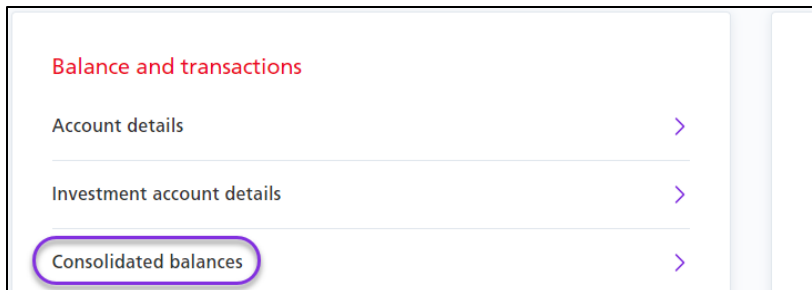 Balance and transactions
Account details
Investment account details
Consolidated balances